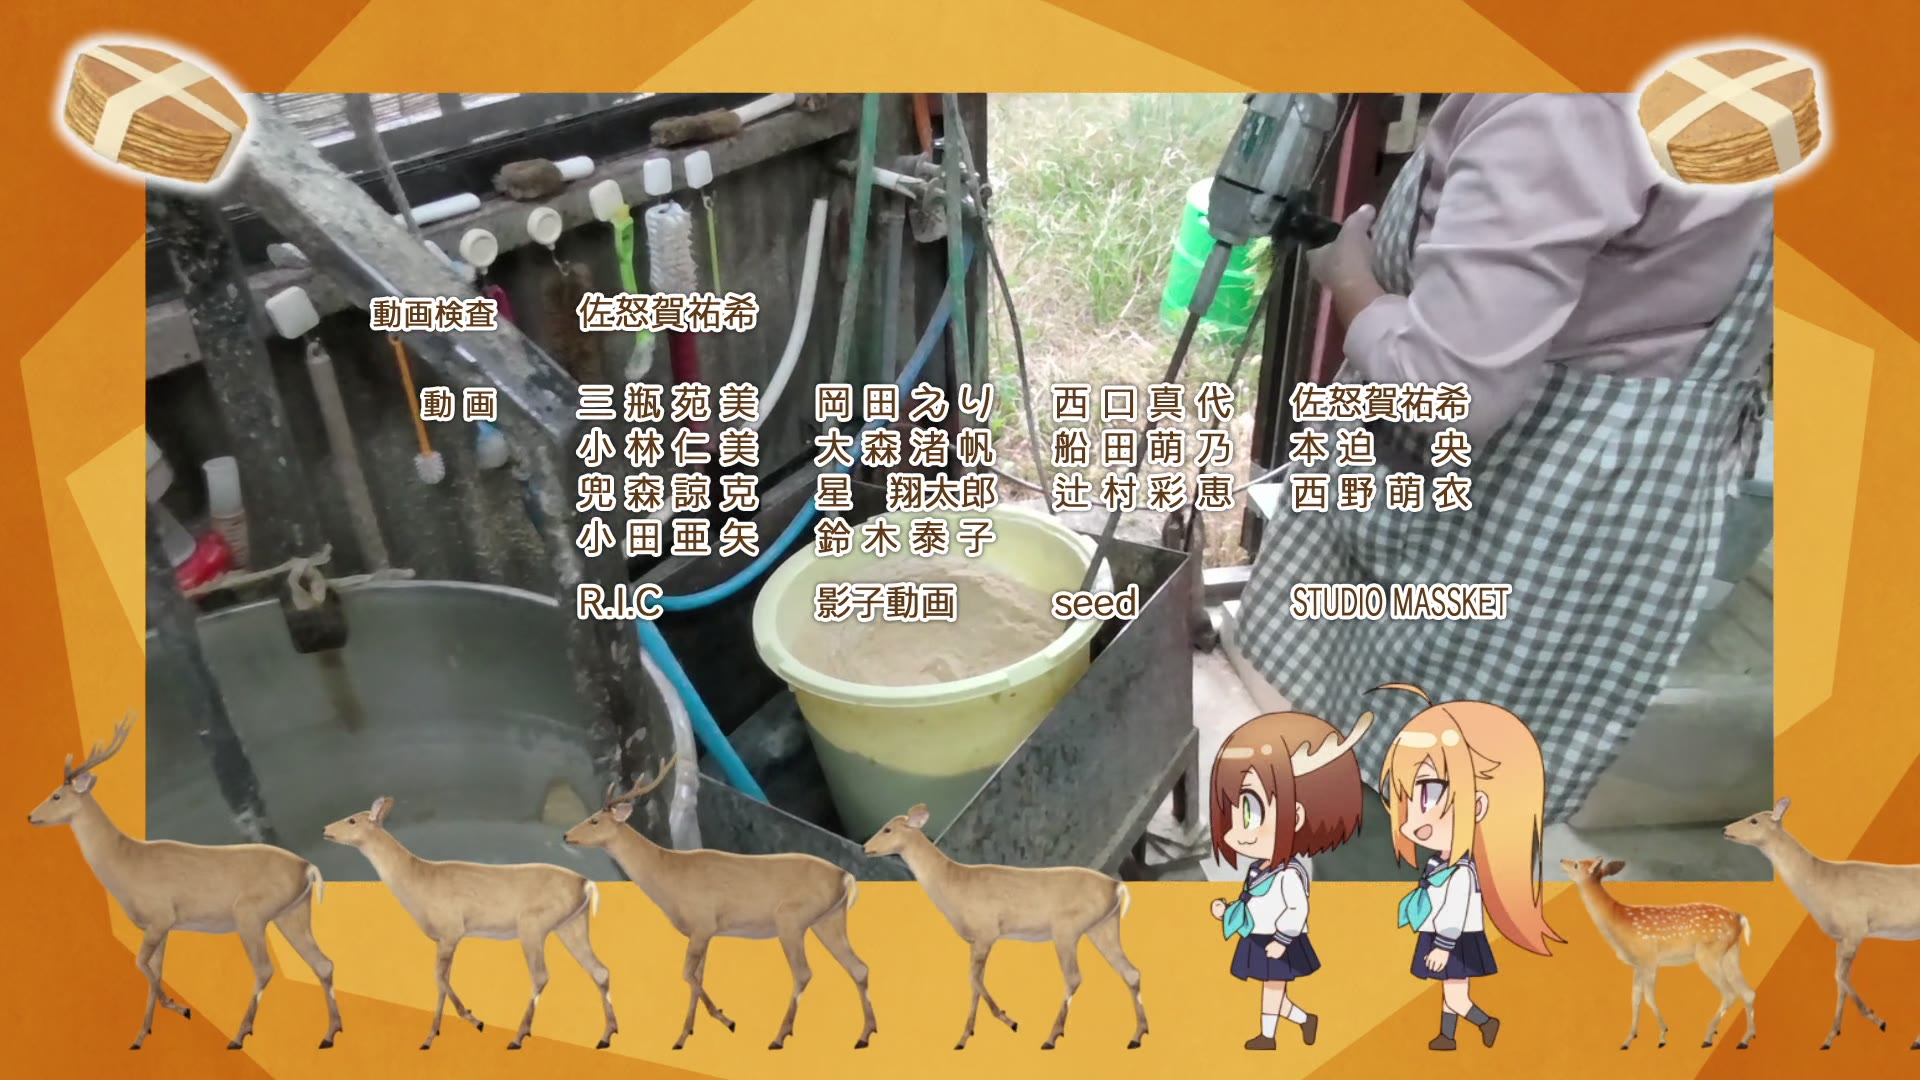 動画検査 佐怒賀祐希
動画 三瓶苑美 岡田えり 西口真代 佐怒賀祐希
小林仁美 大森渚帆 船田萌乃 本迫 央
兜森諒克 星 翔太郎 辻村彩恵 西野萌衣
小田亜矢 鈴木泰子
R.I.C 影子動画 seed STUDIO MASSKET